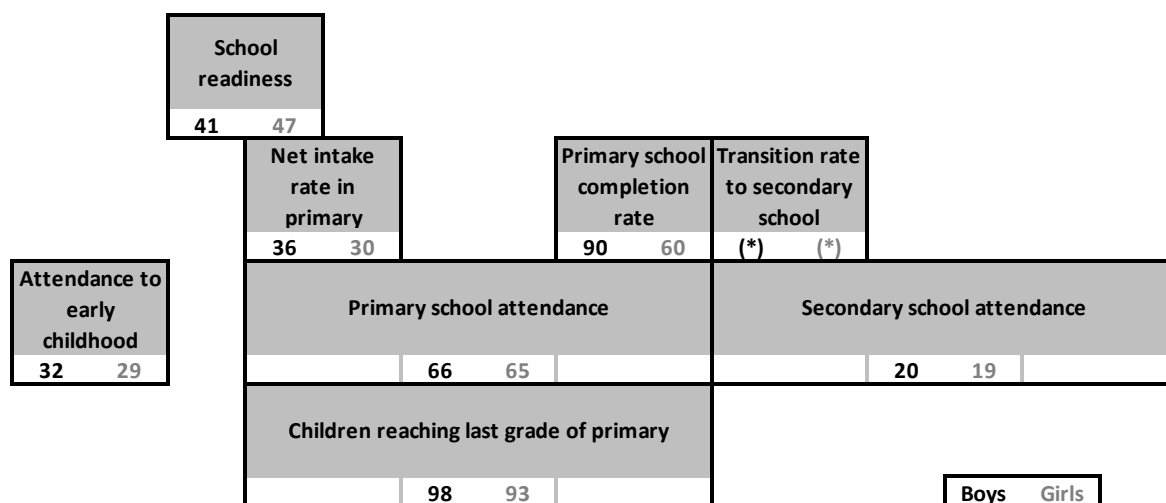 School
readiness
41 47
Net intake
rate in
primary
36 30
Primary school
completion
rate
90 60
Transition rate
to secondary
school
(*) (*)
Attendance to
early
childhood
32 29
Primary school attendance
66 65
Secondary school attendance
20 19
Children reaching last grade of primary
98 93
Boys Girls